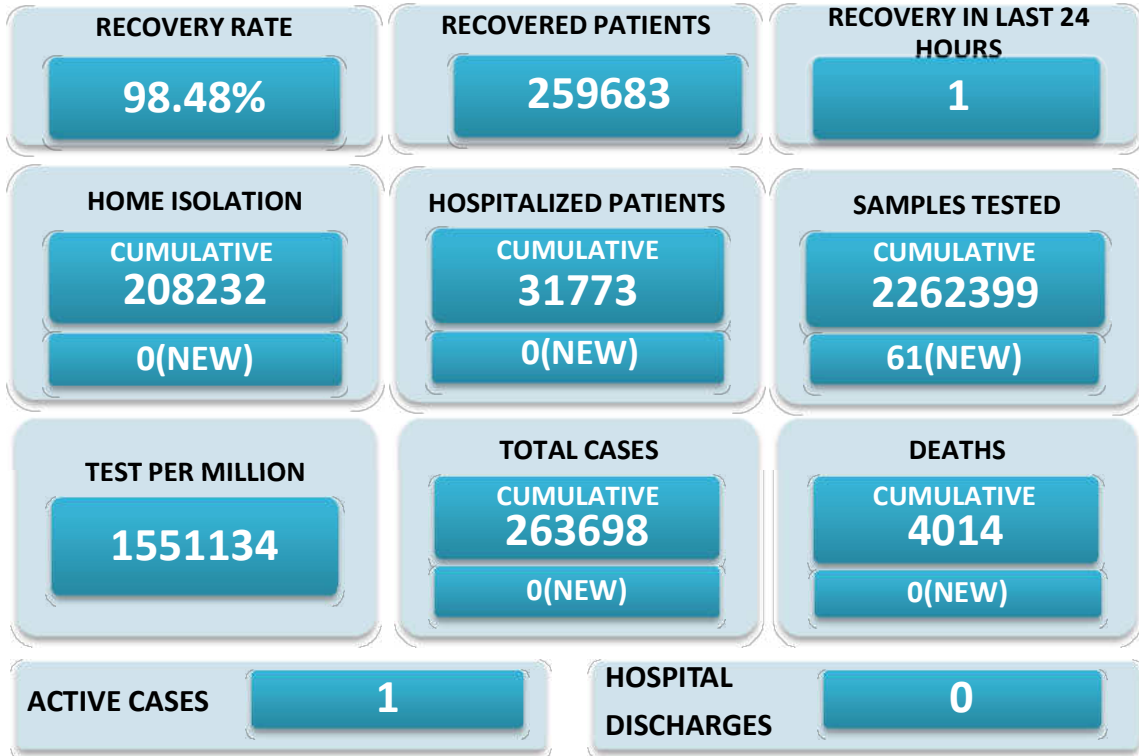 RECOVERY RATE
98.48%
RECOVERED PATIENTS
259683
RECOVERY IN LAST 24
HOURS
1
HOME ISOLATION
CUMULATIVE
208232
0(NEW)
HOSPITALIZED PATIENTS
CUMULATIVE
31773
0(NEW)
SAMPLES TESTED
CUMULATIVE
2262399
61(NEW)
TEST PER MILLION
1551134
TOTAL CASES
CUMULATIVE
263698
0(NEW)
DEATHS
CUMULATIVE
4014
0(NEW)
ACTIVE CASES
1
HOSPITAL
DISCHARGES
0